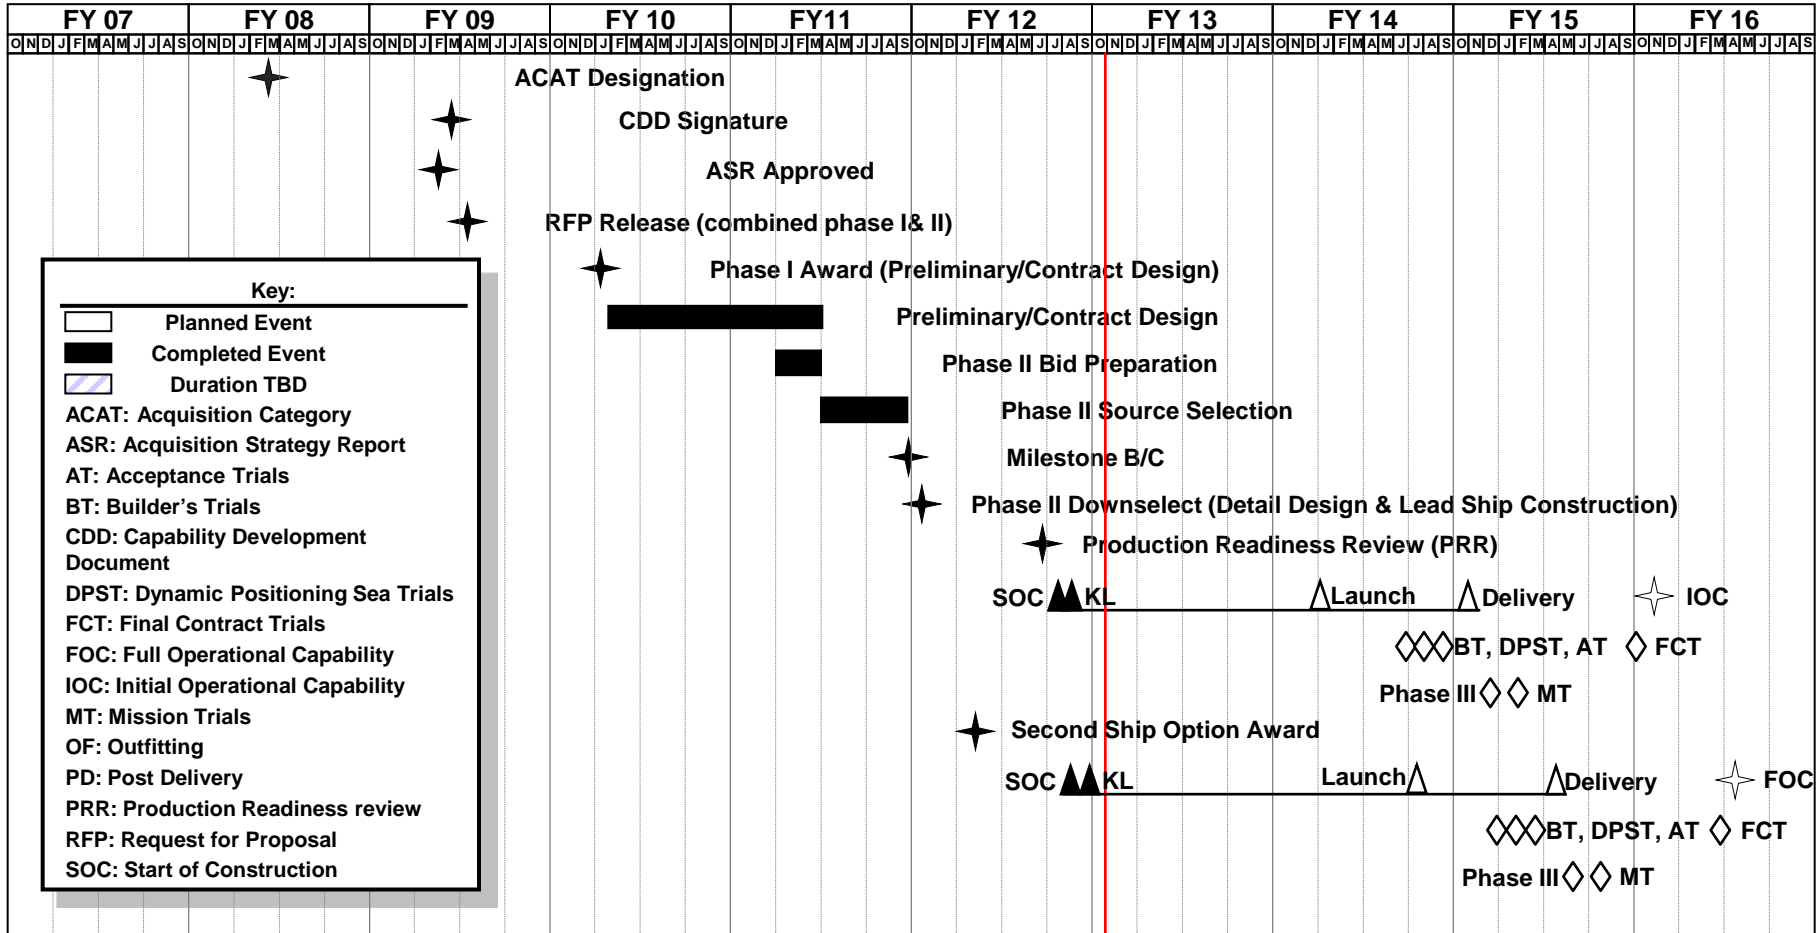 FY 07 FY 08 FY 09 FY 10 FY11 FY 12 FY 13 FY 14 FY 15 FY 16
O N D J F M A M J J A S O N D J F M A M J J A S O N D J F M A M J J A S O N D J F M A M J J A S O N D J F M A M J J A S O N D J F M A M J J A S O N D J F M A M J J A S O N D J F M A M J J A S O N D J F M A M J J A S O N D J F M A M J J A S
ACAT Designation
CDD Signature
ASR Approved
RFP Release (combined phase I& II)
Phase I Award (Preliminary/Contract Design)
Preliminary/Contract Design
Phase II Bid Preparation
Phase II Source Selection
Milestone B/C
Phase II Downselect (Detail Design & Lead Ship Construction)
Production Readiness Review (PRR)
SOC KL Launch Delivery IOC
BT, DPST, AT FCT
Phase III MT
Second Ship Option Award
SOC KL Launch Delivery FOC
BT, DPST, AT FCT
Phase III MT
Key:
Planned Event
Completed Event
Duration TBD
ACAT: Acquisition Category
ASR: Acquisition Strategy Report
AT: Acceptance Trials
BT: Builder's Trials
CDD: Capability Development
Document
DPST: Dynamic Positioning Sea Trials
FCT: Final Contract Trials
FOC: Full Operational Capability
IOC: Initial Operational Capability
MT: Mission Trials
OF: Outfitting
PD: Post Delivery
PRR: Production Readiness review
RFP: Request for Proposal
SOC: Start of Construction